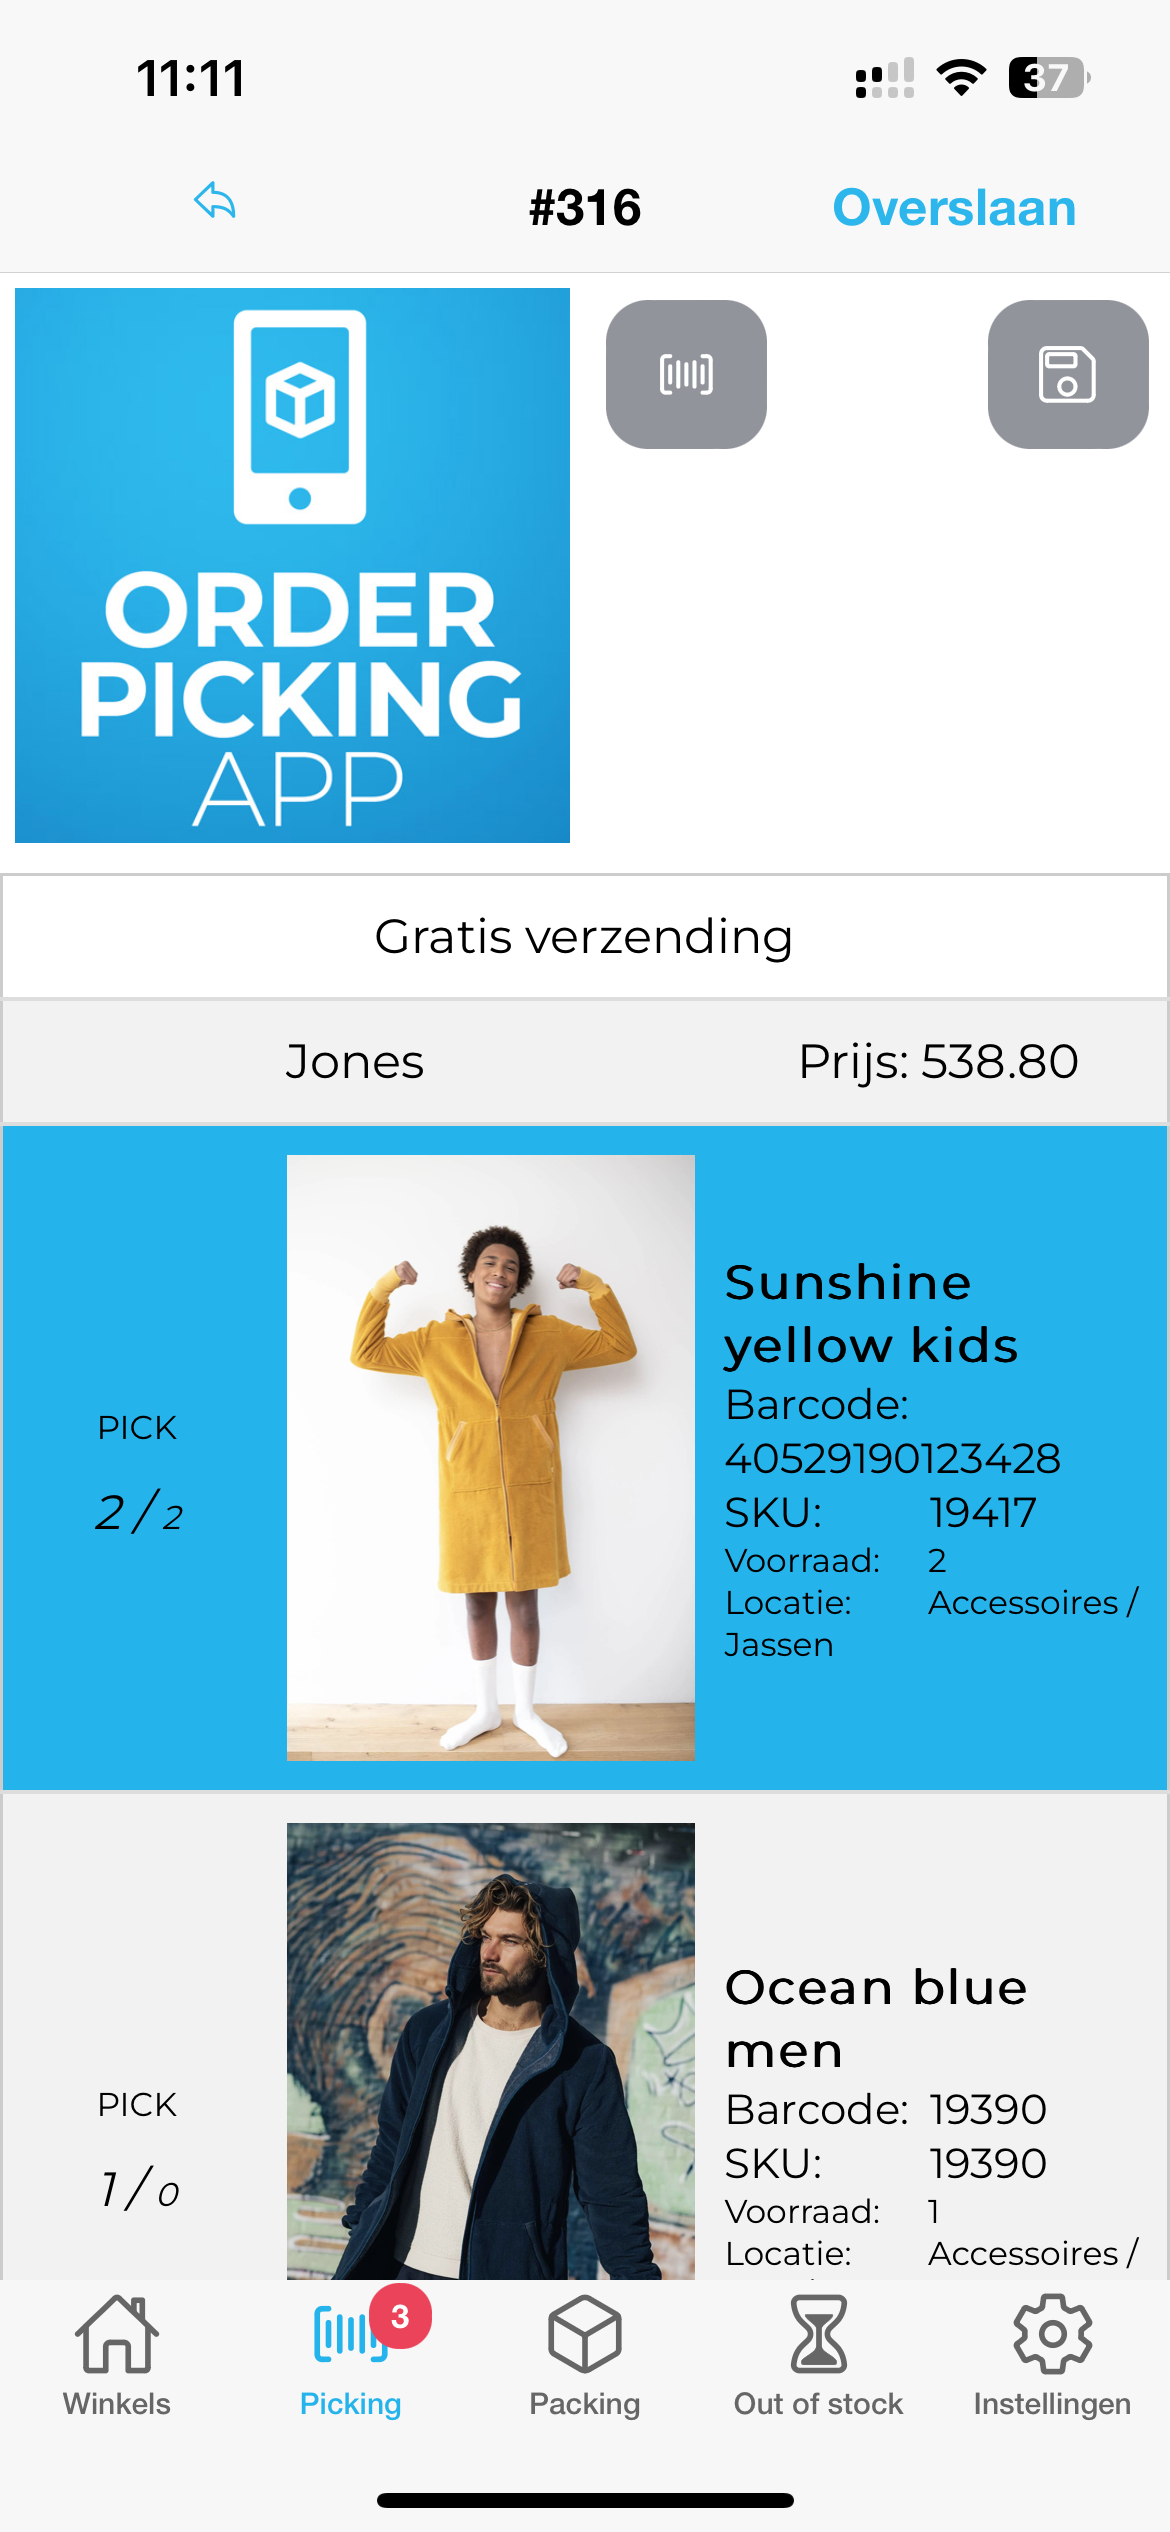 11:11
37
#316
Overslaan
ORDER
PICKING
APP
Gratis verzending
Jones
Prijs: 538.80
PICK
2 / 2
Sunshine
yellow kids
Barcode:
40529190123428
SKU: 19417
Voorraad: 2
Locatie: Accessoires /
Jassen
PICK
1 / 0
Ocean blue
men
Barcode: 19390
SKU: 19390
Voorraad: 1
Locatie: Accessoires /
3
Winkels
Picking
Packing
Out of stock
Instellingen